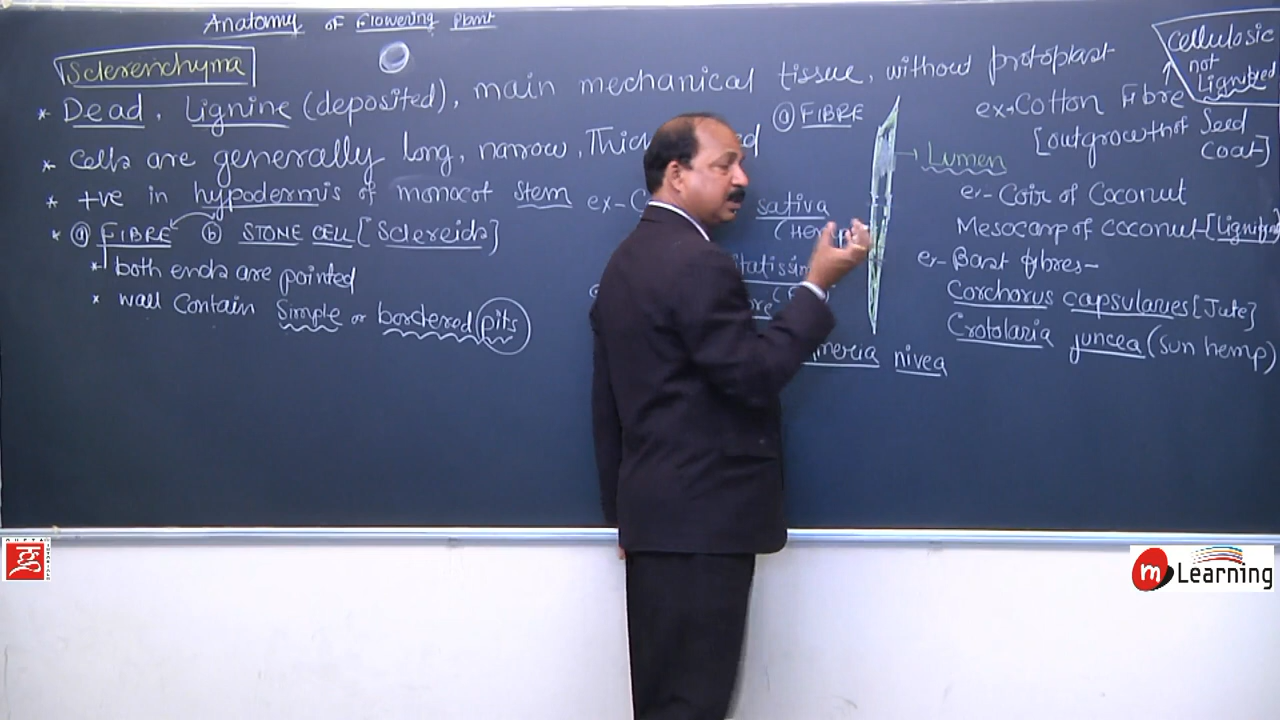 Anatomy of Flowering Plant
Sclerenchyma
* Dead, Lignine (deposited), main mechanical tissue, without protoplast
* Cells are generally long, narrow, Thick
* +ve in hypodermis of monocot stem ex-
sativa
* ⓐ FIBRE ⓑ STONE CELL [Sclereids]
* both ends are pointed
* wall contain Simple or bordered pits
ⓐ FIBRE
Lumen
nivea
Cellulosic
not
Lignified
ex→Cotton Fibre
[outgrowth of Seed
Coat]
ex- Coir of Coconut
Mesocarp of coconut-[Lignified
ex- Bast fibres-
Corchorus capsularies [Jute]
Crotolaria juncea (sun hemp)
m Learning